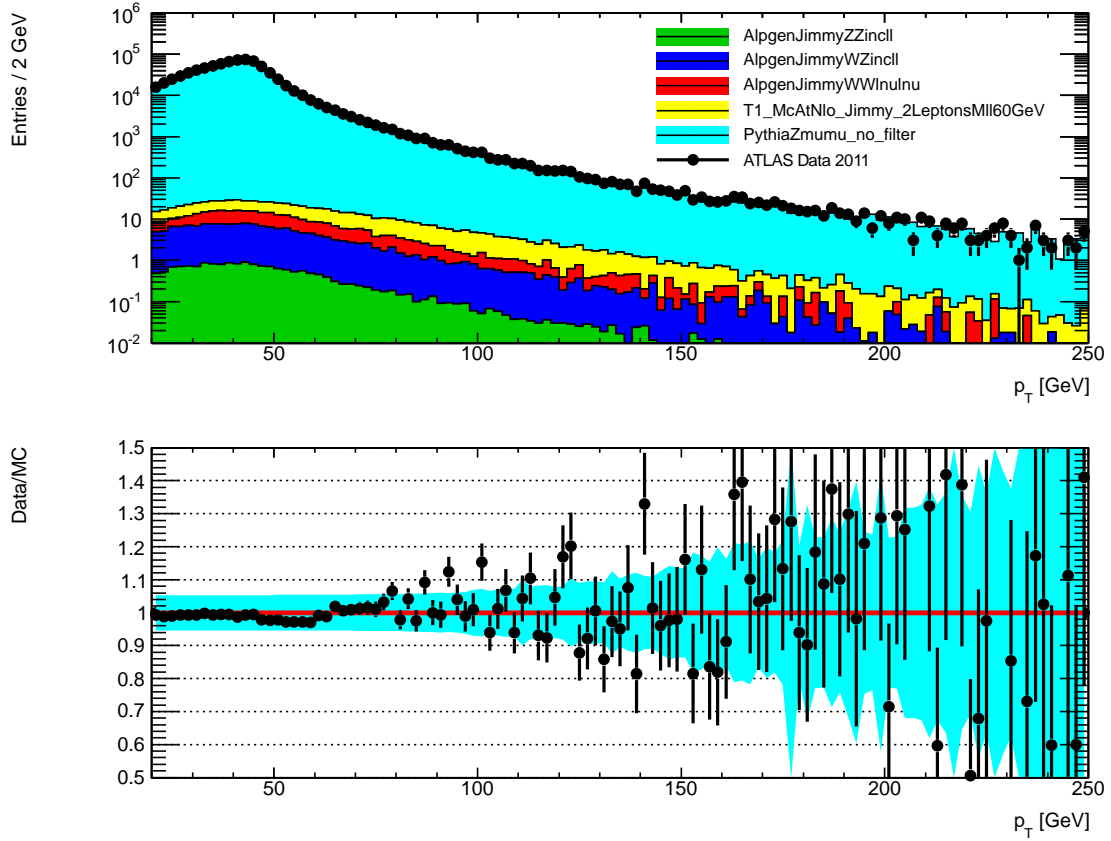 Entries / 2 GeV
10^6
10^5
10^4
10^3
10^2
10
1
10^-1
10^-2
AlpgenJimmyZZincll
AlpgenJimmyWZincll
AlpgenJimmyWWlnulnu
T1_McAtNlo_Jimmy_2LeptonsMll60GeV
PythiaZmumu_no_filter
ATLAS Data 2011
50 100 150 200 250
p_T [GeV]
Data/MC
1.5
1.4
1.3
1.2
1.1
1
0.9
0.8
0.7
0.6
0.5
50 100 150 200 250
p_T [GeV]